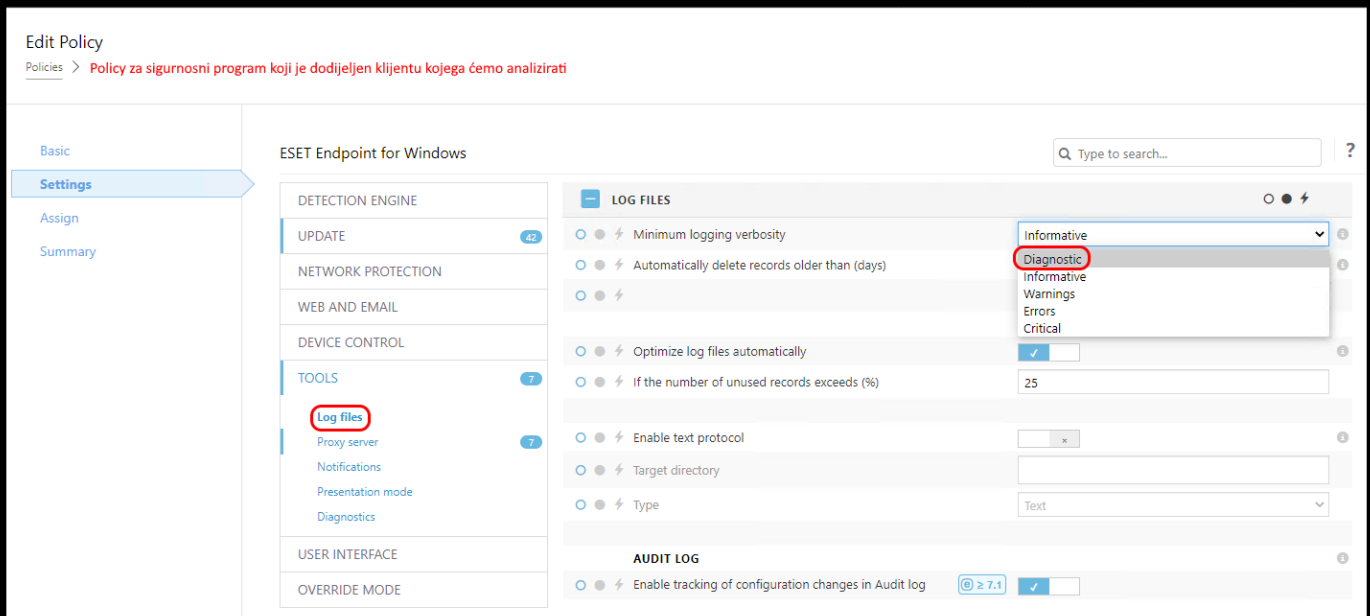 Edit Policy
Policies > Policy za sigurnosni program koji je dodijeljen klijentu kojega ćemo analizirati
Basic
Settings
Assign
Summary
ESET Endpoint for Windows
Type to search...
?
DETECTION ENGINE
UPDATE 42
NETWORK PROTECTION
WEB AND EMAIL
DEVICE CONTROL
TOOLS 7
Log files
Proxy server 7
Notifications
Presentation mode
Diagnostics
USER INTERFACE
OVERRIDE MODE
LOG FILES
Minimum logging verbosity Informative
Diagnostic
Informative
Warnings
Errors
Critical
Automatically delete records older than (days)
Optimize log files automatically
If the number of unused records exceeds (%) 25
Enable text protocol
Target directory
Type Text
AUDIT LOG
Enable tracking of configuration changes in Audit log e ≥ 7.1